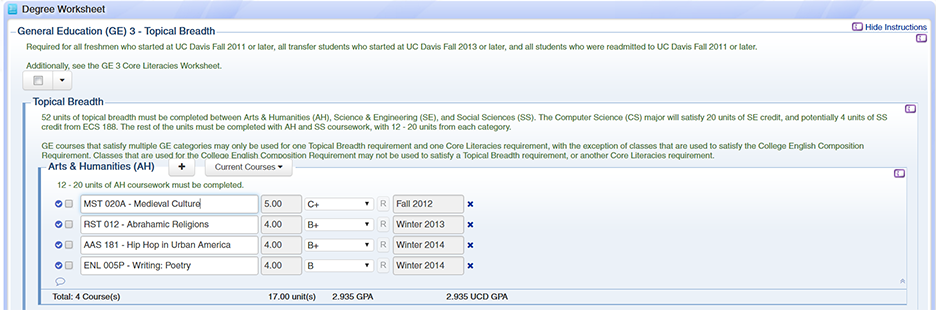 Degree Worksheet
General Education (GE) 3 - Topical Breadth
Hide Instructions
Required for all freshmen who started at UC Davis Fall 2011 or later, all transfer students who started at UC Davis Fall 2013 or later, and all students who were readmitted to UC Davis Fall 2011 or later.
Additionally, see the GE 3 Core Literacies Worksheet.
Topical Breadth
52 units of topical breadth must be completed between Arts & Humanities (AH), Science & Engineering (SE), and Social Sciences (SS). The Computer Science (CS) major will satisfy 20 units of SE credit, and potentially 4 units of SS
credit from ECS 188. The rest of the units must be completed with AH and SS coursework, with 12 - 20 units from each category.
GE courses that satisfy multiple GE categories may only be used for one Topical Breadth requirement and one Core Literacies requirement, with the exception of classes that are used to satisfy the College English Composition
Requirement. Classes that are used for the College English Composition Requirement may not be used to satisfy a Topical Breadth requirement, or another Core Literacies requirement.
Arts & Humanities (AH) + Current Courses
12 - 20 units of AH coursework must be completed.
MST 020A - Medieval Culture 5.00 C+ R Fall 2012
RST 012 - Abrahamic Religions 4.00 B+ R Winter 2013
AAS 181 - Hip Hop in Urban America 4.00 B+ R Winter 2014
ENL 005P - Writing: Poetry 4.00 B R Winter 2014
Total: 4 Course(s) 17.00 unit(s) 2.935 GPA 2.935 UCD GPA